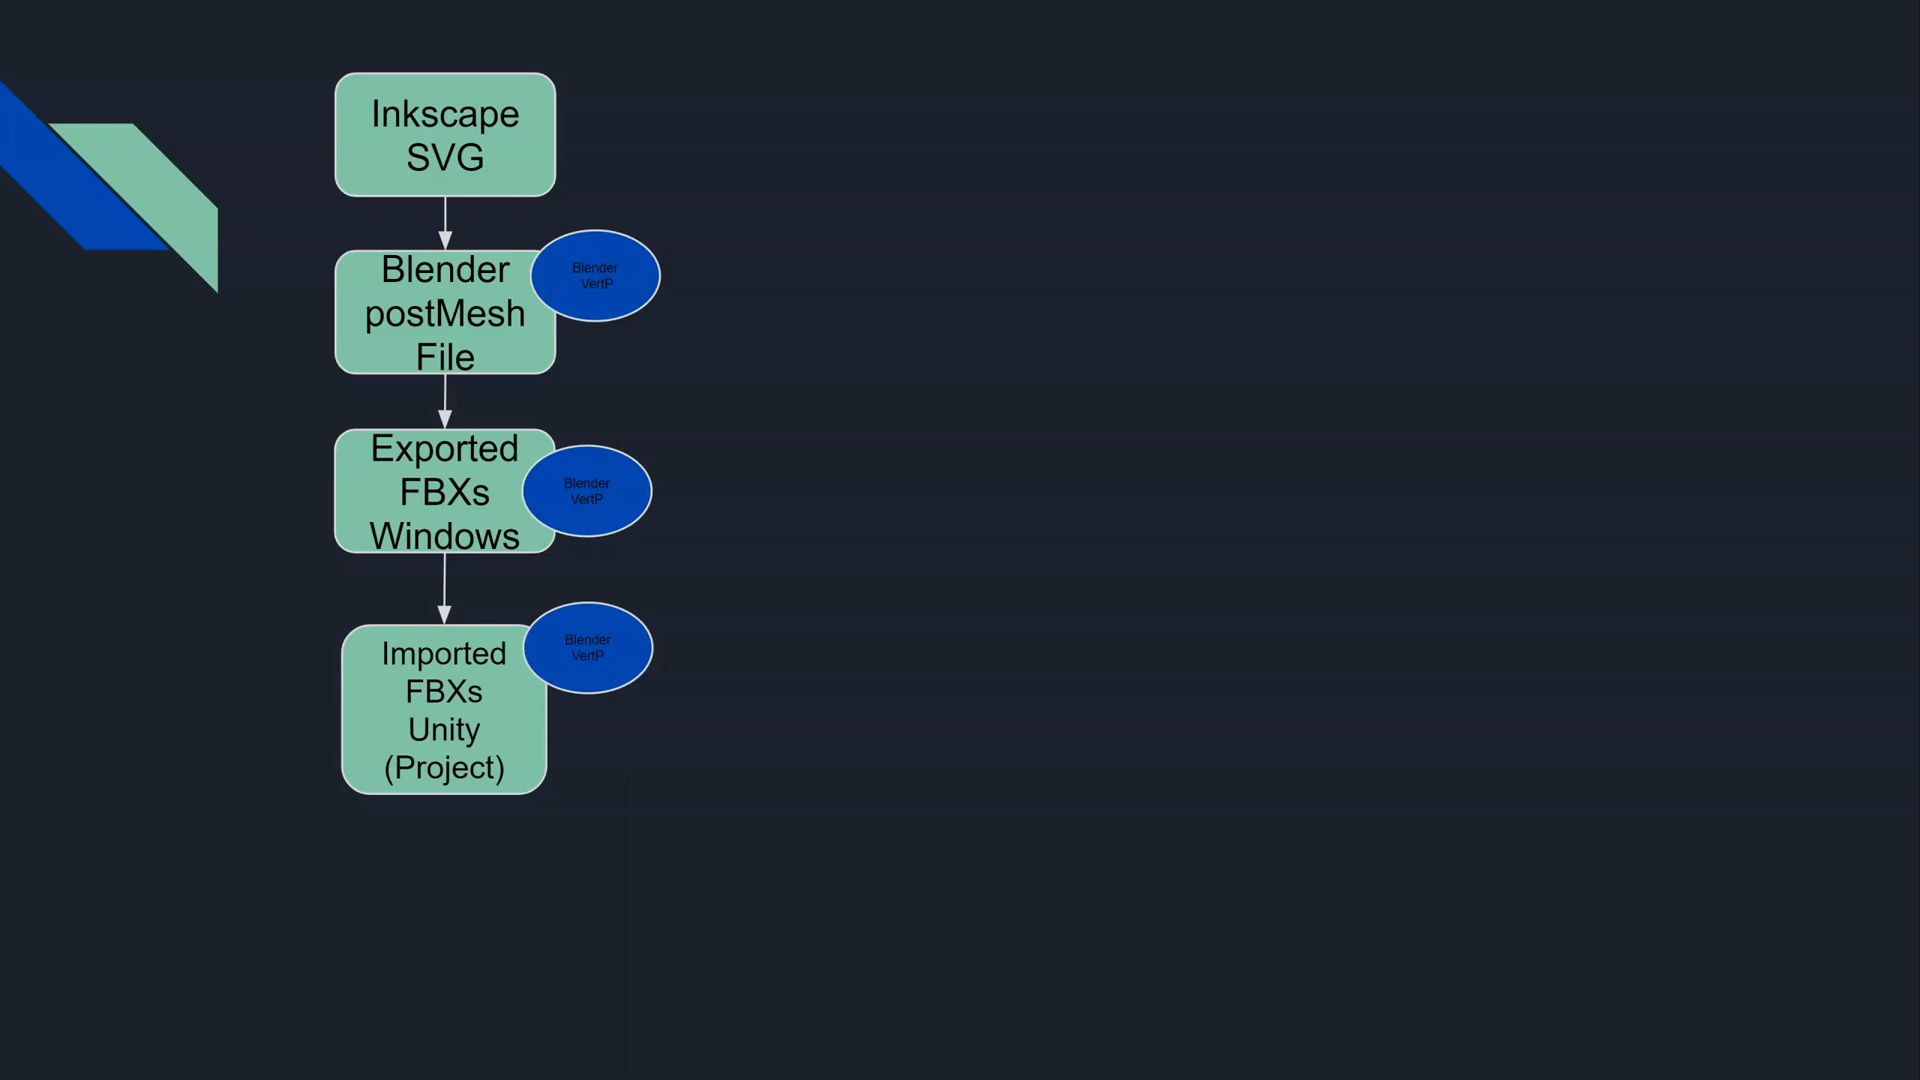 Inkscape
SVG
Blender
postMesh
File
Blender
VertP
Exported
FBXs
Windows
Blender
VertP
Imported
FBXs
Unity
(Project)
Blender
VertP